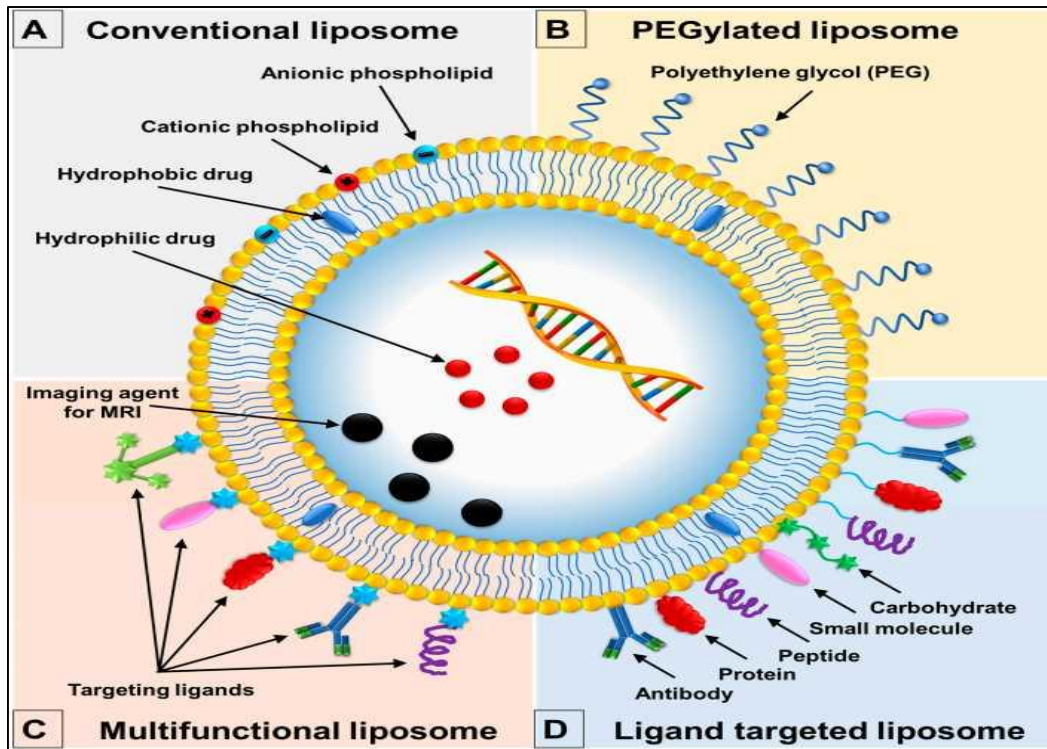 A Conventional liposome
B PEGylated liposome
Anionic phospholipid
Polyethylene glycol (PEG)
Cationic phospholipid
Hydrophobic drug
Hydrophilic drug
Imaging agent
for MRI
Carbohydrate
Small molecule
Peptide
Protein
Antibody
Targeting ligands
C Multifunctional liposome
D Ligand targeted liposome